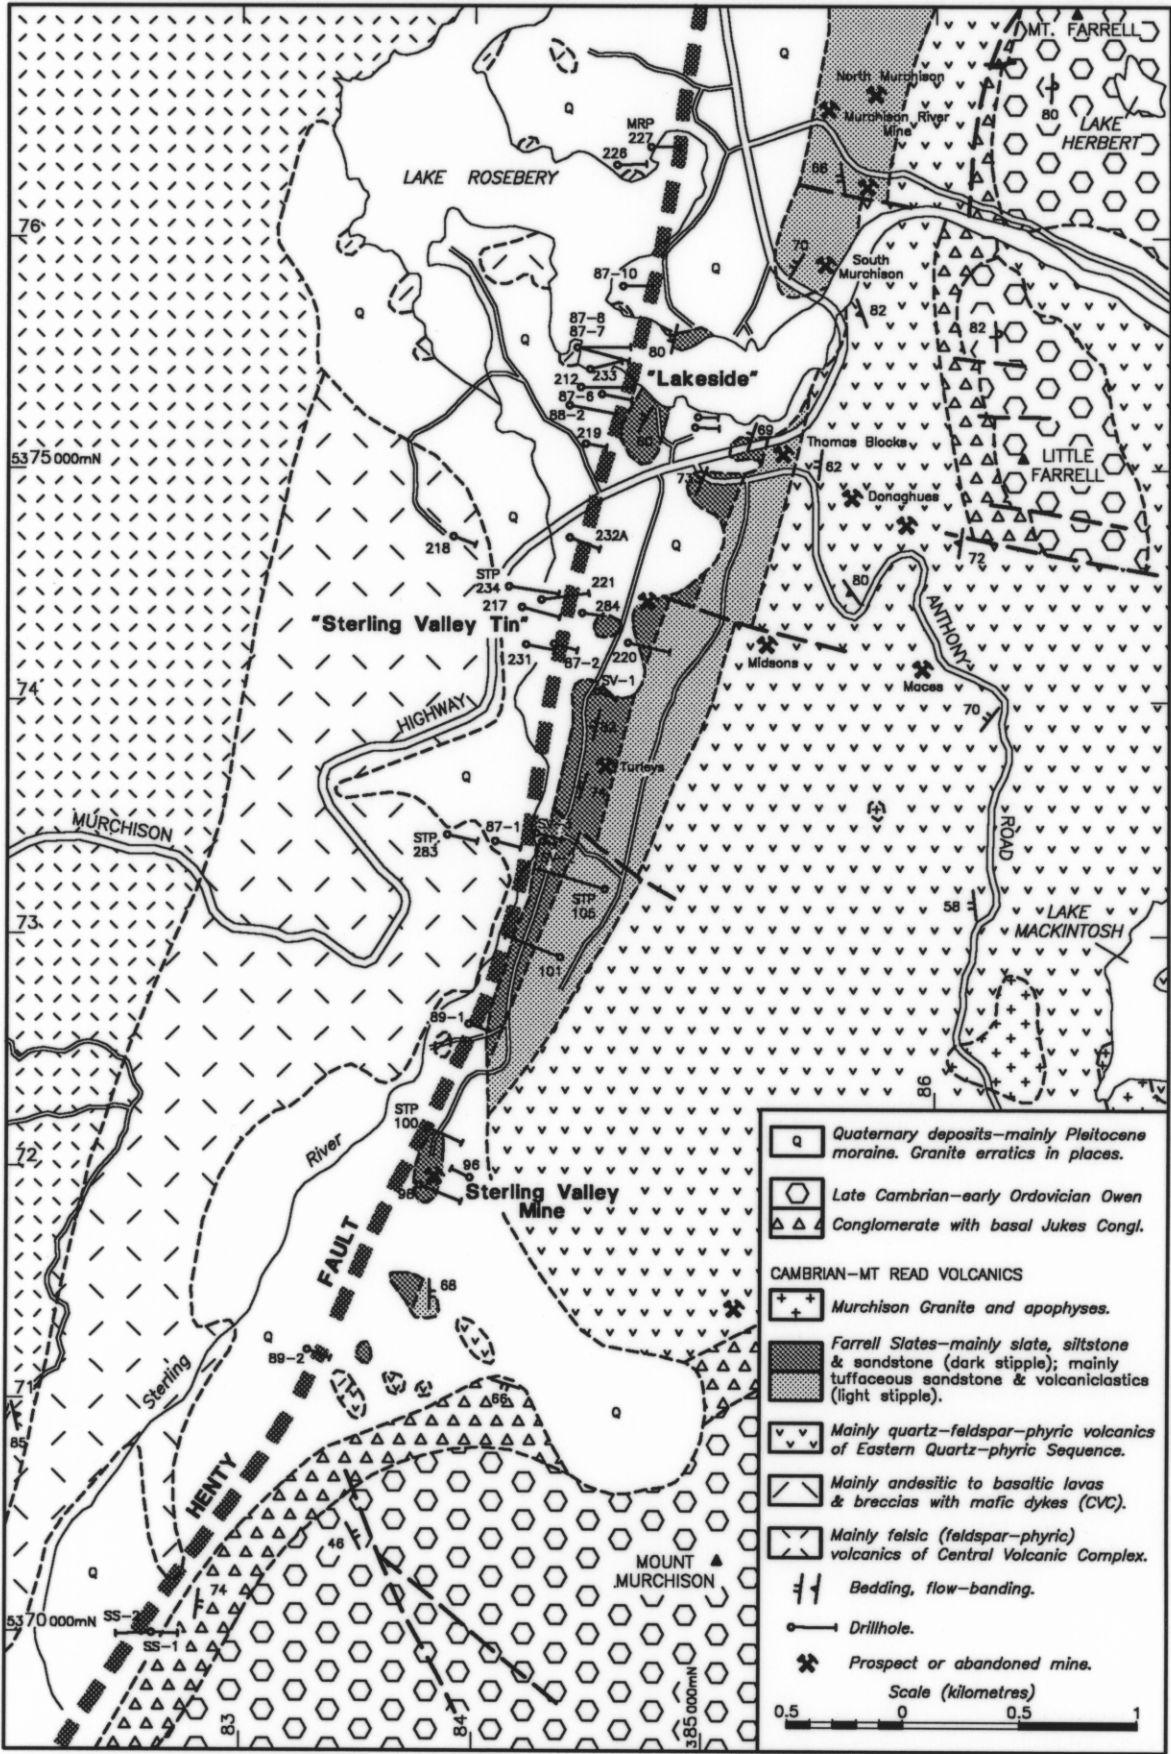 MT. FARRELL
North Murchison
Murchison River
Mine
80
LAKE
HERBERT
MRP
227
226
LAKE ROSEBERY
Q
Q
Q
66
76
70
South
Murchison
87-10
82
87-8
87-7
80
82
Q
Q
212
233
"Lakeside"
87-6
88-2
219
60
69
Thomas Blocks
5375 000mN
73
62
LITTLE
FARRELL
Donaghues
Q
232A
218
72
Q
STP
234
221
80
217
284
"Sterling Valley Tin"
ANTHONY
231
87-2
220
Midsons
Maces
74
SV-1
70
HIGHWAY
82
Turleys
Q
74
MURCHISON
STP
283
87-1
ROAD
STP
105
58
LAKE
MACKINTOSH
73
101
89-1
86
STP
100
River
72
96
98
Sterling Valley
Mine
FAULT
68
Q
89-2
Sterling
71
66
Q
85
HENTY
46
MOUNT
MURCHISON
Q
74
5370 000mN
SS-2
SS-1
83
84
385 000mN
Q
Quaternary deposits-mainly Pleitocene
moraine. Granite erratics in places.
Late Cambrian-early Ordovician Owen
Conglomerate with basal Jukes Congl.
CAMBRIAN-MT READ VOLCANICS
Murchison Granite and apophyses.
Farrell Slates-mainly slate, siltstone
& sandstone (dark stipple); mainly
tuffaceous sandstone & volcaniclastics
(light stipple).
Mainly quartz-feldspar-phyric volcanics
of Eastern Quartz-phyric Sequence.
Mainly andesitic to basaltic lavas
& breccias with mafic dykes (CVC).
Mainly felsic (feldspar-phyric)
volcanics of Central Volcanic Complex.
Bedding, flow-banding.
Drillhole.
Prospect or abandoned mine.
Scale (kilometres)
0.5 0 0.5 1